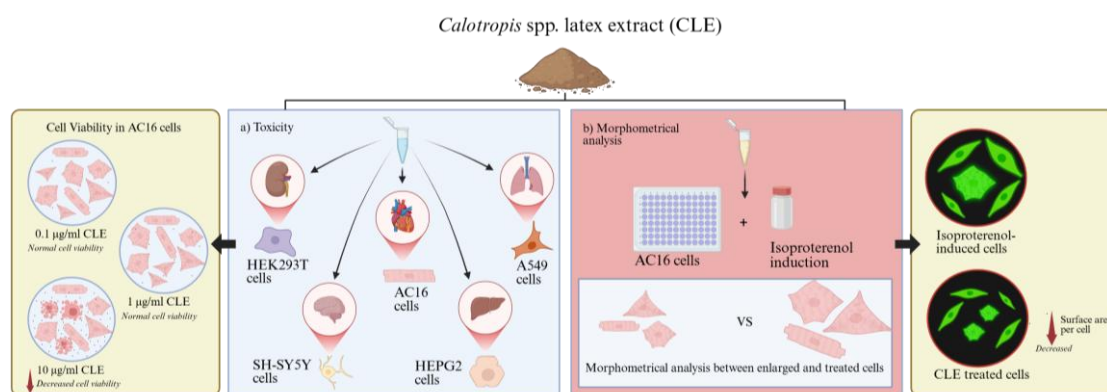 Calotropis spp. latex extract (CLE)
Cell Viability in AC16 cells
0.1 µg/ml CLE
Normal cell viability
1 µg/ml CLE
Normal cell viability
10 µg/ml CLE
Decreased cell viability
a) Toxicity
HEK293T
cells
AC16
cells
A549
cells
SH-SY5Y
cells
HEPG2
cells
b) Morphometrical
analysis
AC16 cells
+
Isoproterenol
induction
VS
Morphometrical analysis between enlarged and treated cells
Isoproterenol-
induced cells
Surface are
per cell
Decreased
CLE treated cells